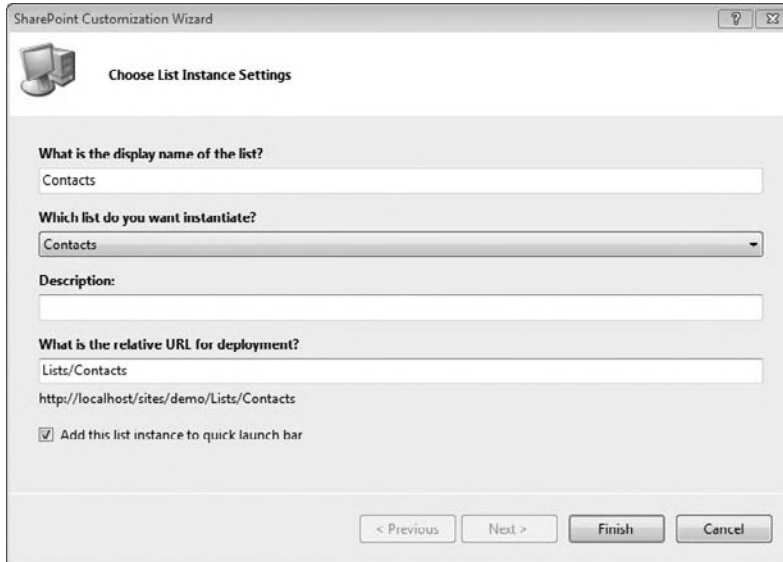 SharePoint Customization Wizard
Choose List Instance Settings
What is the display name of the list?
Contacts
Which list do you want instantiate?
Contacts
Description:
What is the relative URL for deployment?
Lists/Contacts
http://localhost/sites/demo/Lists/Contacts
Add this list instance to quick launch bar
< Previous Next > Finish Cancel